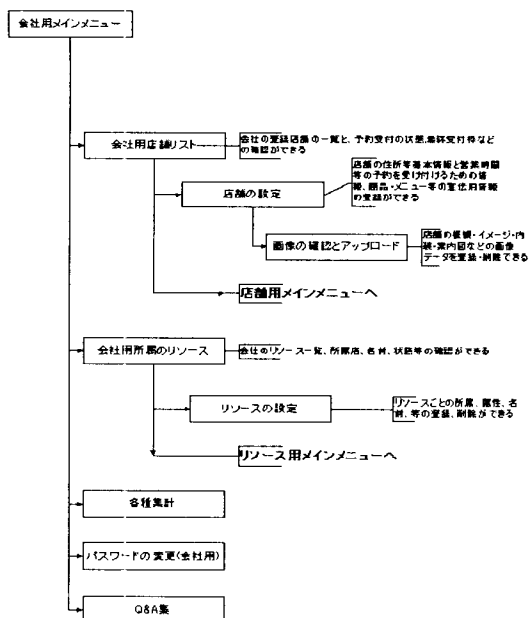 会社用メインメニュー
会社用店舗リスト
会社の登録店舗の一覧と、予約受付の状態、最終受付時など
の確認ができる
店舗の設定
店舗の住所等基本情報と営業時間
等の予約を受け付けるための情
報、商品・メニュー等の宣伝用情報
の登録ができる
画像の確認とアップロード
店舗の・イメージ・内
装・案内図などの画像
データを登録・削除できる
店舗用メインメニューへ
会社用所属のリソース
会社のリソース一覧、所属店、名前、状態等の確認ができる
リソースの設定
リソースごとの所属、属性、名
前、等の登録、削除ができる
リソース用メインメニューへ
各種集計
パスワードの変更(会社用)
Q&A集